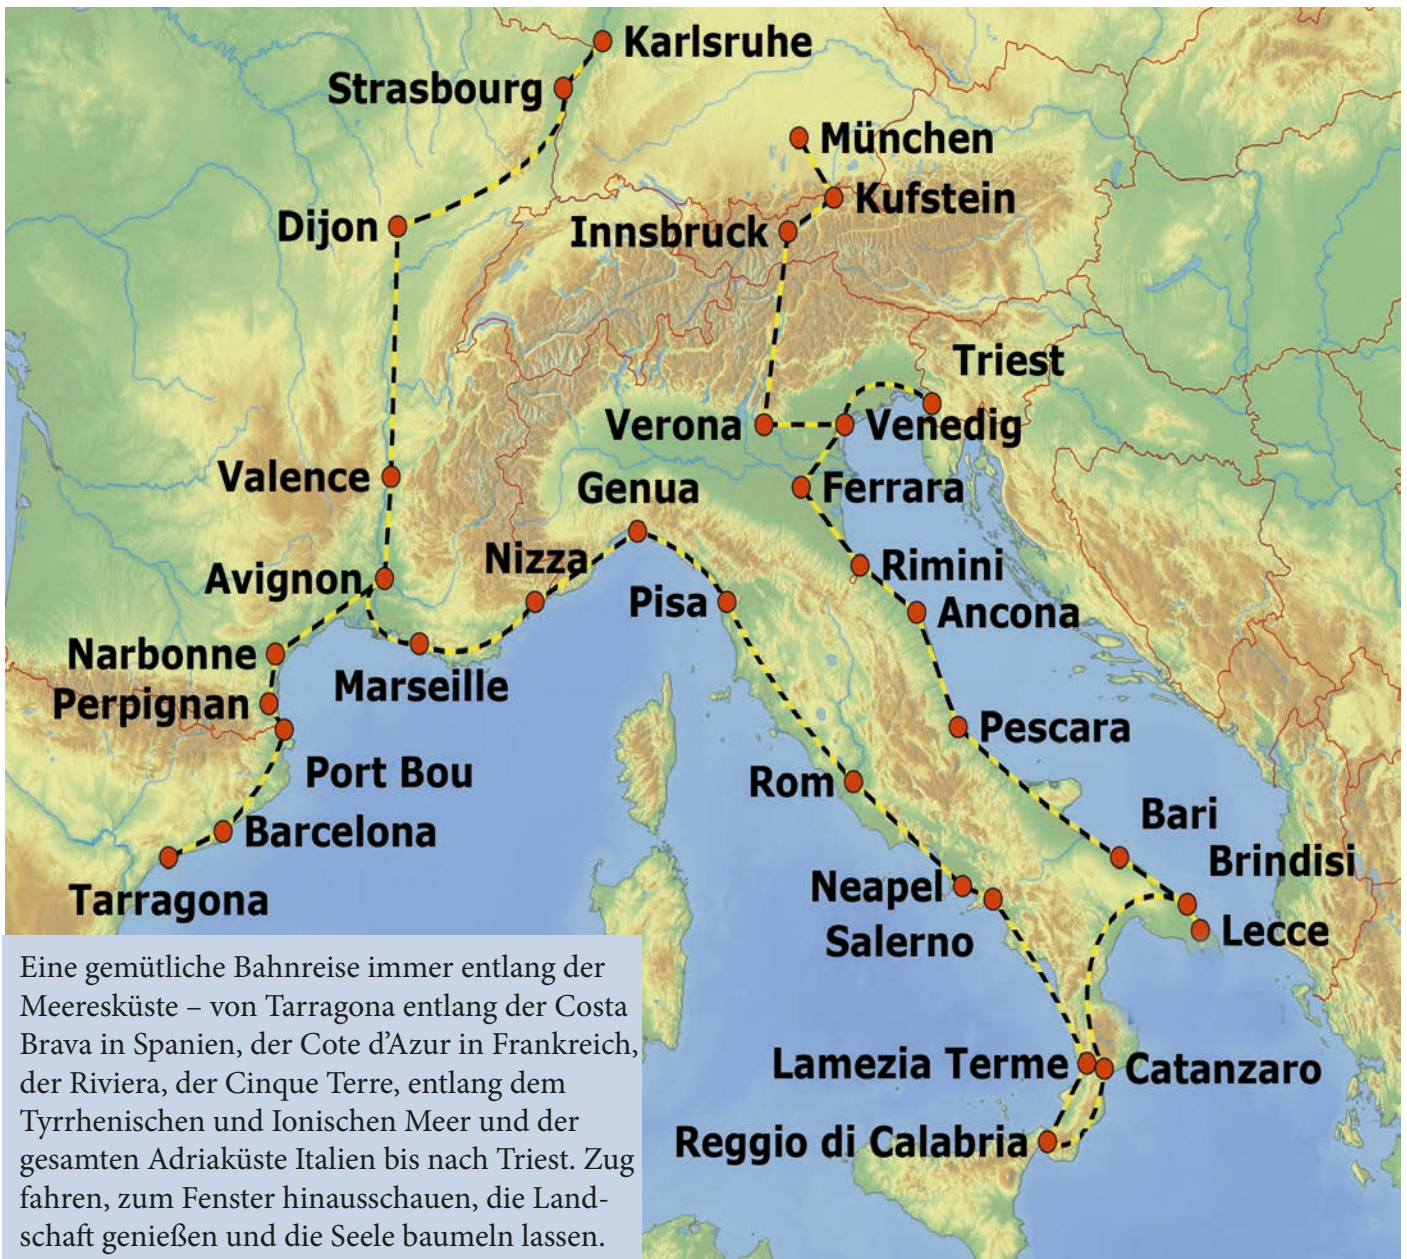 Karlsruhe
Strasbourg
München
Kufstein
Dijon
Innsbruck
Triest
Verona
Venedig
Valence
Genua
Ferrara
Nizza
Avignon
Rimini
Pisa
Ancona
Narbonne
Marseille
Perpignan
Pescara
Port Bou
Rom
Bari
Barcelona
Brindisi
Neapel
Tarragona
Lecce
Salerno
Lamezia Terme
Catanzaro
Reggio di Calabria
Eine gemütliche Bahnreise immer entlang der
Meeresküste – von Tarragona entlang der Costa
Brava in Spanien, der Cote d'Azur in Frankreich,
der Riviera, der Cinque Terre, entlang dem
Tyrrhenischen und Ionischen Meer und der
gesamten Adriaküste Italien bis nach Triest. Zug
fahren, zum Fenster hinausschauen, die Land-
schaft genießen und die Seele baumeln lassen.